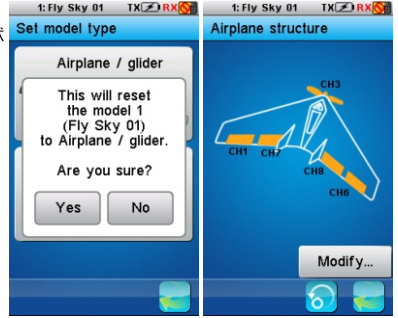 1: Fly Sky 01 TX RX
Set model type
Airplane / glider
This will reset
the model 1
(Fly Sky 01)
to Airplane / glider.
Are you sure?
Yes No
1: Fly Sky 01 TX RX
Airplane structure
CH3
CH1 CH7
CH8
CH6
Modify...